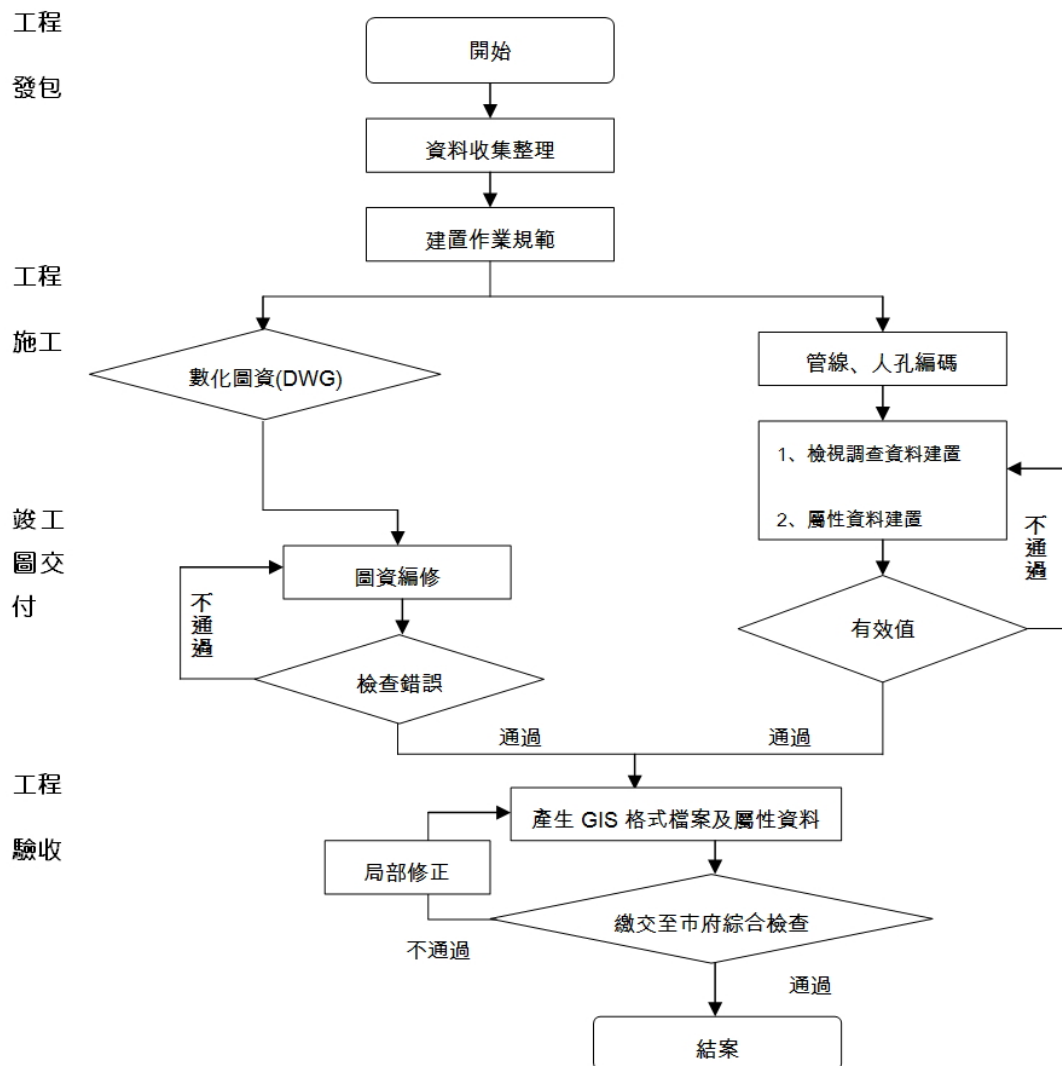 工程
發包
開始
資料收集整理
建置作業規範
工程
施工
數化圖資(DWG)
管線、人孔編碼
1、檢視調查資料建置
2、屬性資料建置
不通過
竣工
圖交
付
圖資編修
不通過
檢查錯誤
有效值
通過
通過
工程
驗收
產生 GIS 格式檔案及屬性資料
局部修正
繳交至市府綜合檢查
不通過
通過
結案